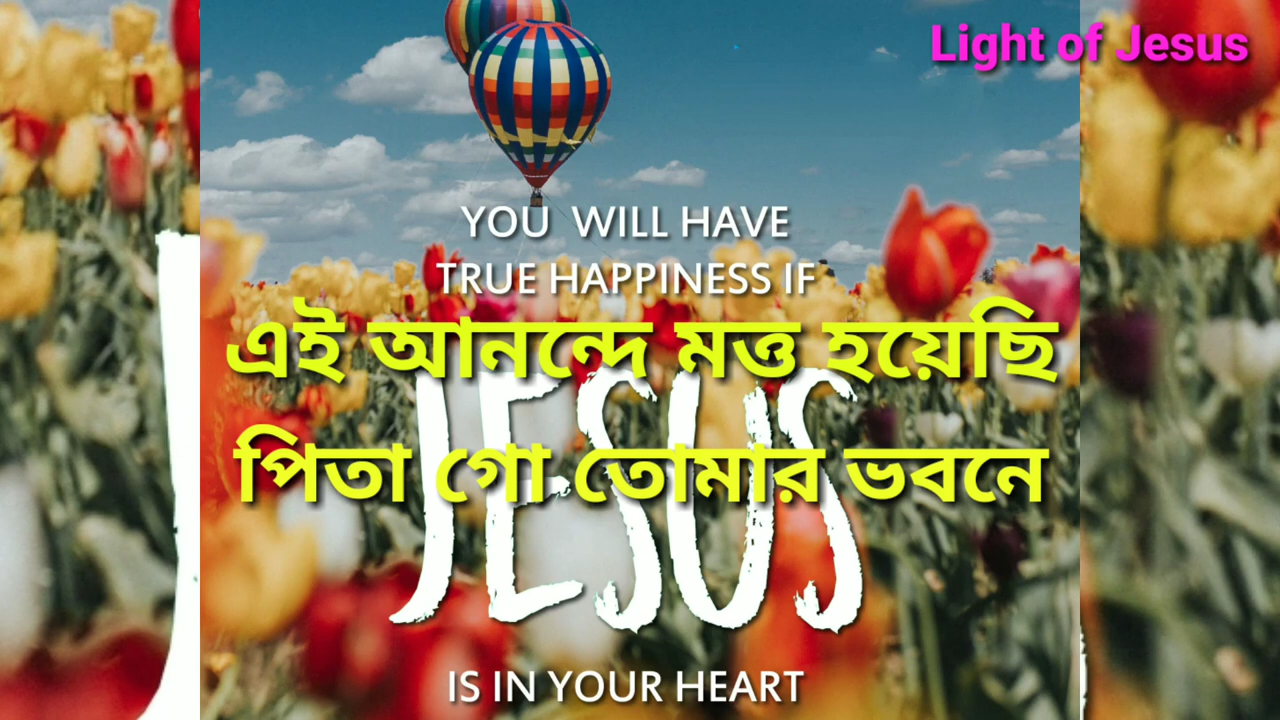 Light of Jesus
YOU WILL HAVE
TRUE HAPPINESS IF
এই আনন্দে মত্ত হয়েছি
পিতা গো তোমার ভবনে
JESUS
IS IN YOUR HEART